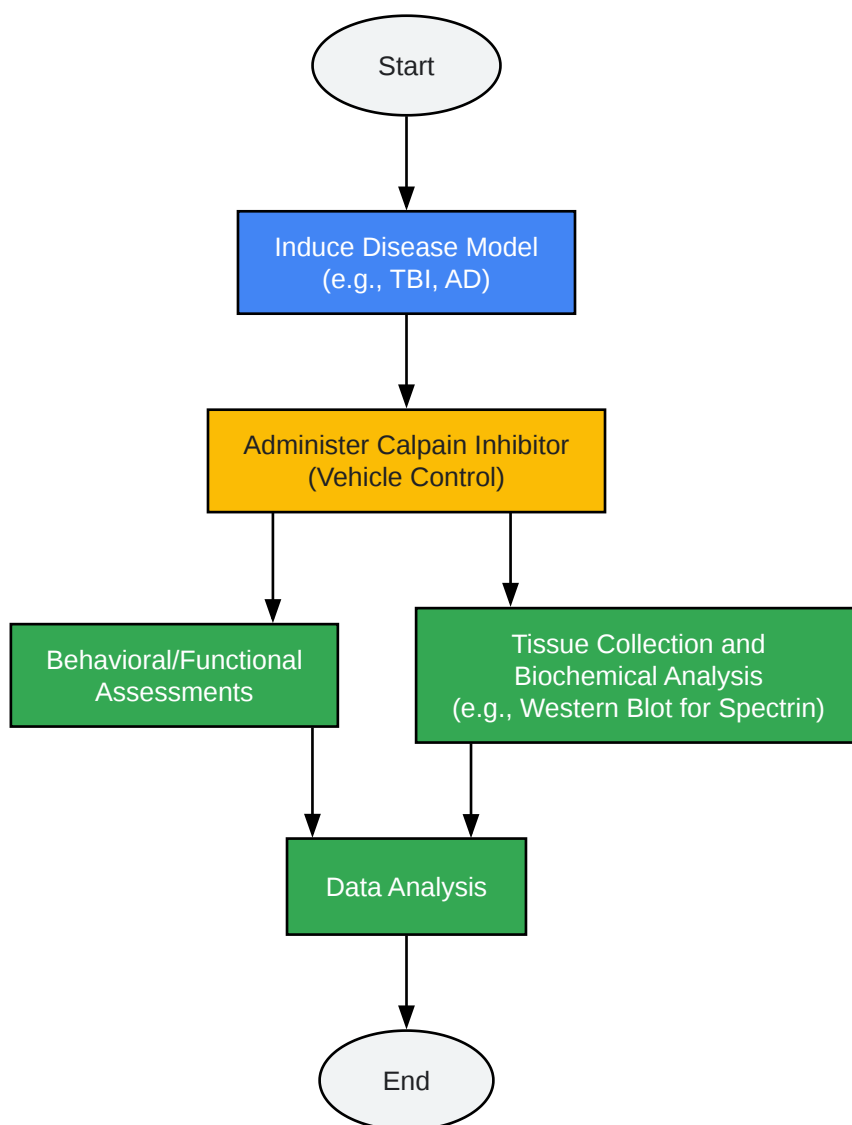 Start
Induce Disease Model
(e.g., TBI, AD)
Administer Calpain Inhibitor
(Vehicle Control)
Behavioral/Functional
Assessments
Tissue Collection and
Biochemical Analysis
(e.g., Western Blot for Spectrin)
Data Analysis
End